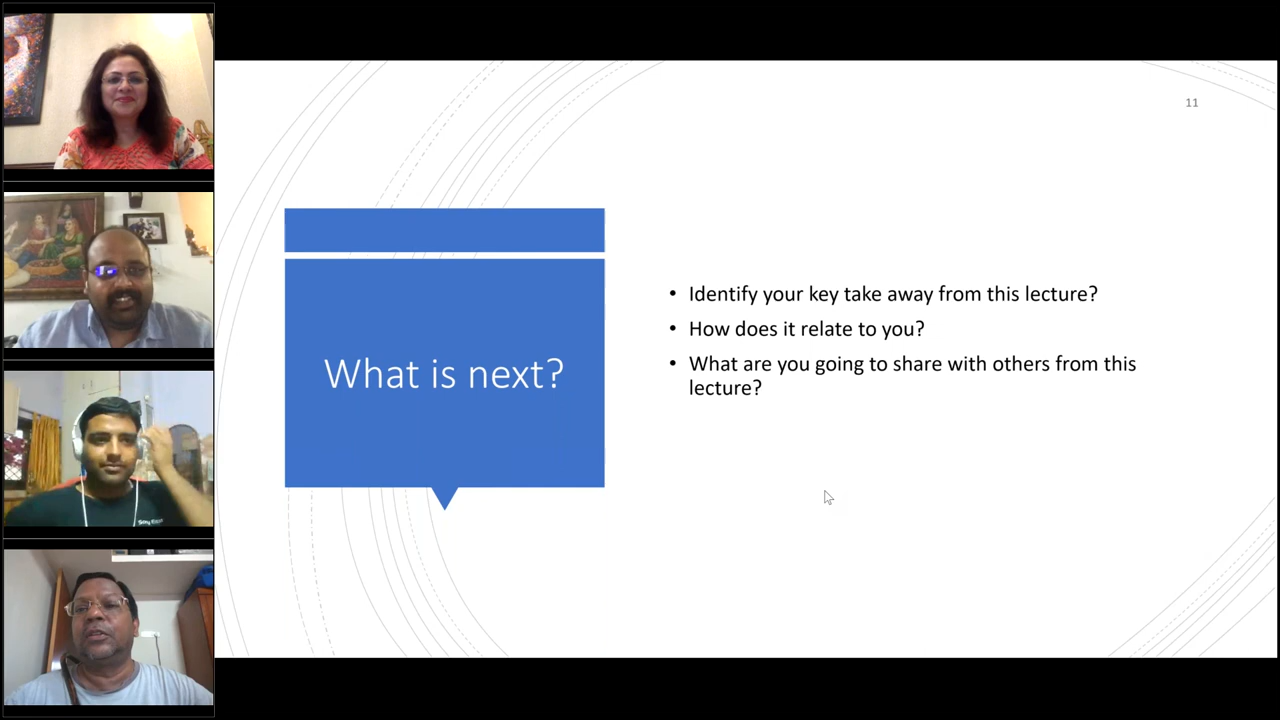 11
What is next?
• Identify your key take away from this lecture?
• How does it relate to you?
• What are you going to share with others from this
lecture?